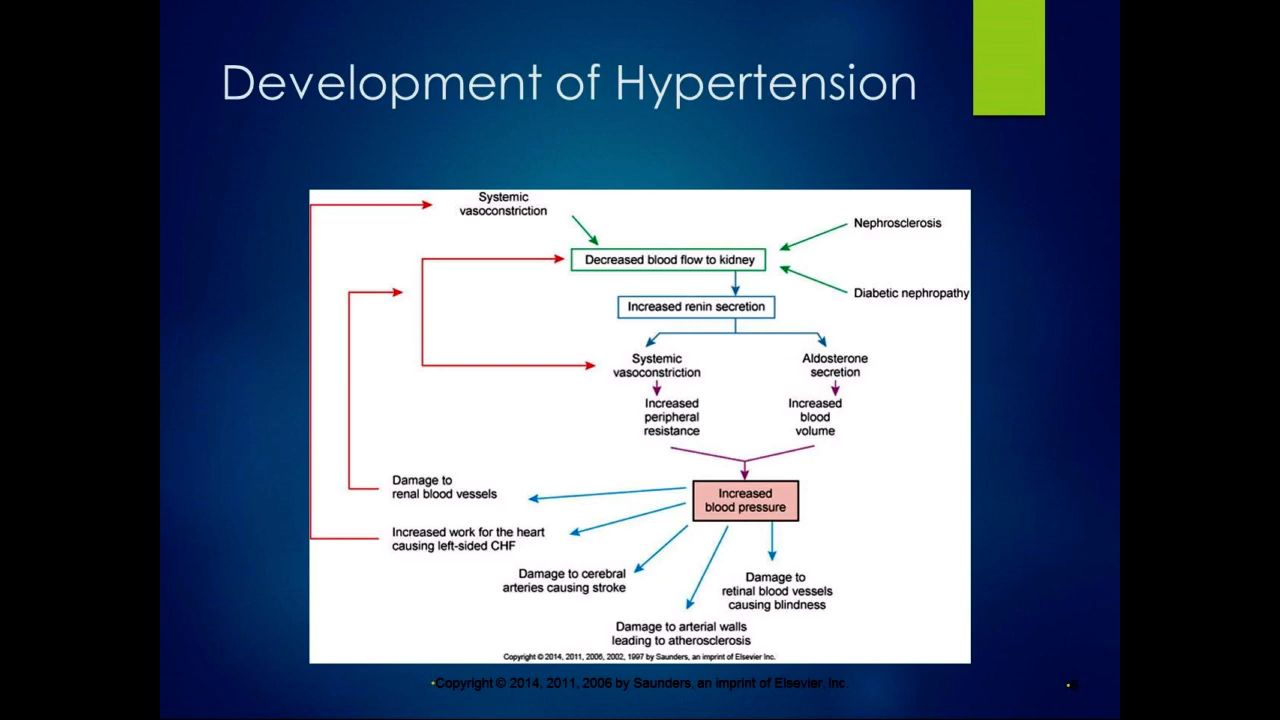 Development of Hypertension
Systemic
vasoconstriction
Nephrosclerosis
Decreased blood flow to kidney
Diabetic nephropathy
Increased renin secretion
Systemic
vasoconstriction
Aldosterone
secretion
Increased
peripheral
resistance
Increased
blood
volume
Damage to
renal blood vessels
Increased
blood pressure
Increased work for the heart
causing left-sided CHF
Damage to cerebral
arteries causing stroke
Damage to
retinal blood vessels
causing blindness
Damage to arterial walls
leading to atherosclerosis
Copyright © 2014, 2011, 2006, 2002, 1997 by Saunders, an imprint of Elsevier Inc.
•Copyright © 2014, 2011, 2006 by Saunders, an imprint of Elsevier, Inc.